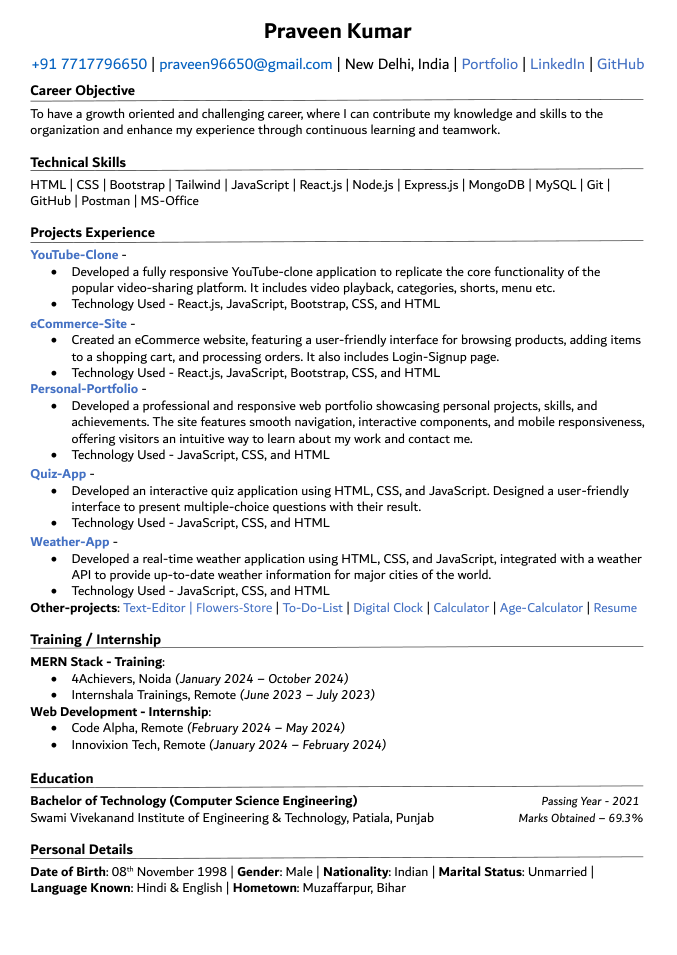 Praveen Kumar
+91 7717796650 | praveen96650@gmail.com | New Delhi, India | Portfolio | LinkedIn | GitHub
Career Objective
To have a growth oriented and challenging career, where I can contribute my knowledge and skills to the
organization and enhance my experience through continuous learning and teamwork.
Technical Skills
HTML | CSS | Bootstrap | Tailwind | JavaScript | React.js | Node.js | Express.js | MongoDB | MySQL | Git |
GitHub | Postman | MS-Office
Projects Experience
YouTube-Clone -
• Developed a fully responsive YouTube-clone application to replicate the core functionality of the
popular video-sharing platform. It includes video playback, categories, shorts, menu etc.
• Technology Used - React.js, JavaScript, Bootstrap, CSS, and HTML
eCommerce-Site -
• Created an eCommerce website, featuring a user-friendly interface for browsing products, adding items
to a shopping cart, and processing orders. It also includes Login-Signup page.
• Technology Used - React.js, JavaScript, Bootstrap, CSS, and HTML
Personal-Portfolio -
• Developed a professional and responsive web portfolio showcasing personal projects, skills, and
achievements. The site features smooth navigation, interactive components, and mobile responsiveness,
offering visitors an intuitive way to learn about my work and contact me.
• Technology Used - JavaScript, CSS, and HTML
Quiz-App -
• Developed an interactive quiz application using HTML, CSS, and JavaScript. Designed a user-friendly
interface to present multiple-choice questions with their result.
• Technology Used - JavaScript, CSS, and HTML
Weather-App -
• Developed a real-time weather application using HTML, CSS, and JavaScript, integrated with a weather
API to provide up-to-date weather information for major cities of the world.
• Technology Used - JavaScript, CSS, and HTML
Other-projects: Text-Editor | Flowers-Store | To-Do-List | Digital Clock | Calculator | Age-Calculator | Resume
Training / Internship
MERN Stack - Training:
• 4Achievers, Noida (January 2024 – October 2024)
• Internshala Trainings, Remote (June 2023 – July 2023)
Web Development - Internship:
• Code Alpha, Remote (February 2024 – May 2024)
• Innovixion Tech, Remote (January 2024 – February 2024)
Education
Bachelor of Technology (Computer Science Engineering) Passing Year - 2021
Swami Vivekanand Institute of Engineering & Technology, Patiala, Punjab Marks Obtained – 69.3%
Personal Details
Date of Birth: 08th November 1998 | Gender: Male | Nationality: Indian | Marital Status: Unmarried |
Language Known: Hindi & English | Hometown: Muzaffarpur, Bihar